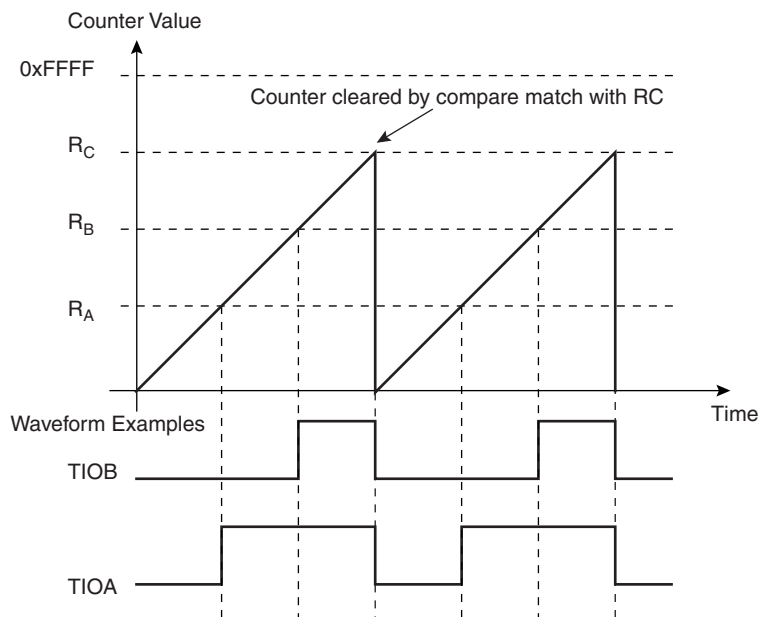 Counter Value
0xFFFF
Counter cleared by compare match with RC
RC
RB
RA
Time
Waveform Examples
TIOB
TIOA